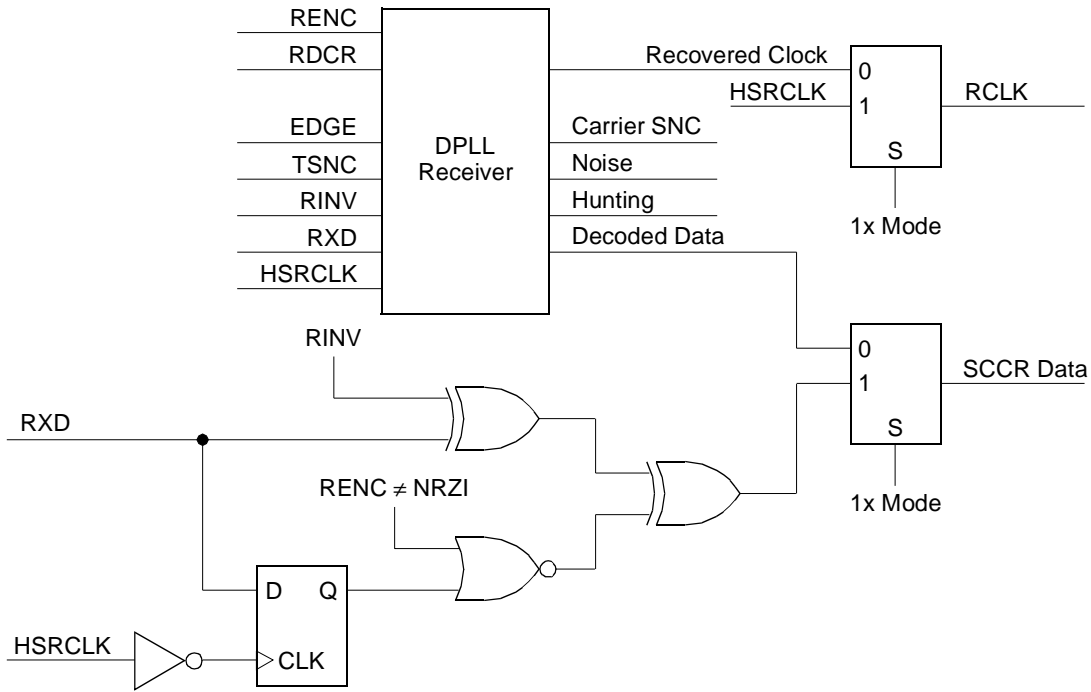 RENC
RDCR
EDGE
TSNC
RINV
RXD
HSRCLK
DPLL
Receiver
Recovered Clock
Carrier SNC
Noise
Hunting
Decoded Data
HSRCLK
0
1
S
RCLK
1x Mode
0
1
S
SCCR Data
1x Mode
RINV
RXD
RENC ≠ NRZI
D Q
CLK
HSRCLK